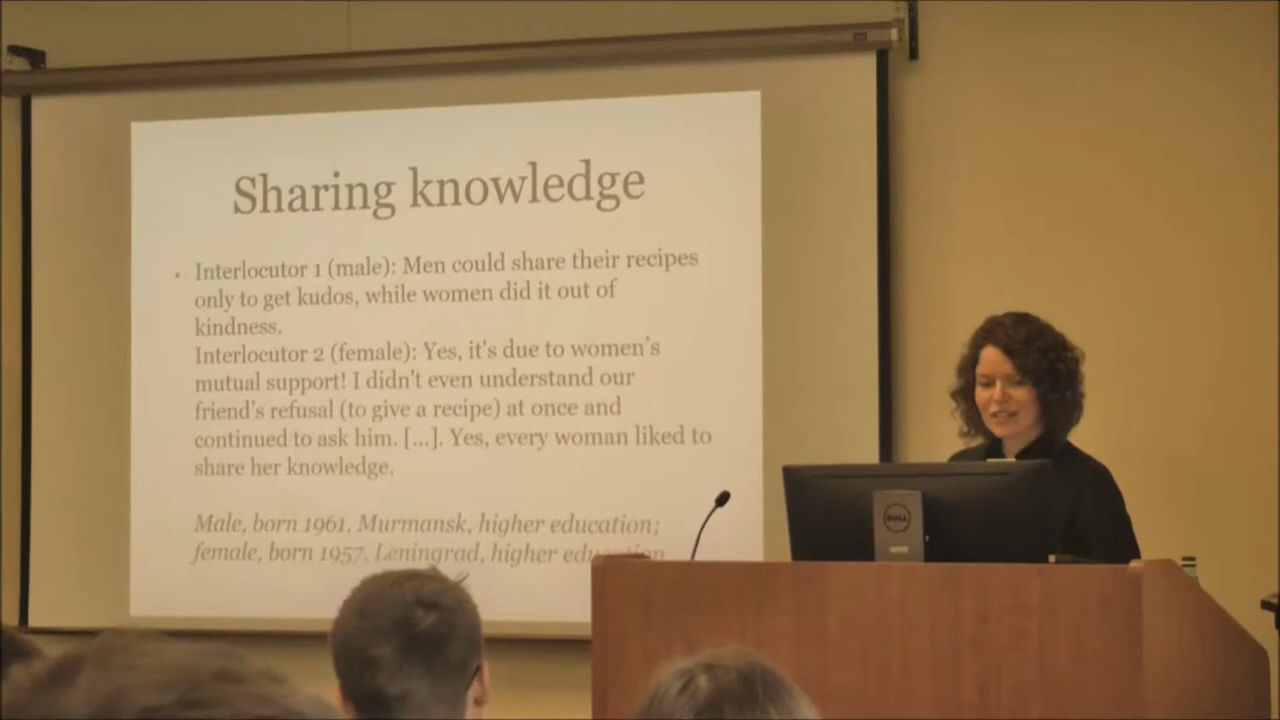 Sharing knowledge
• Interlocutor 1 (male): Men could share their recipes
only to get kudos, while women did it out of
kindness.
Interlocutor 2 (female): Yes, it's due to women's
mutual support! I didn't even understand our
friend's refusal (to give a recipe) at once and
continued to ask him. [...]. Yes, every woman liked to
share her knowledge.
Male, born 1961, Murmansk, higher education;
female, born 1957, Leningrad, higher education
DELL